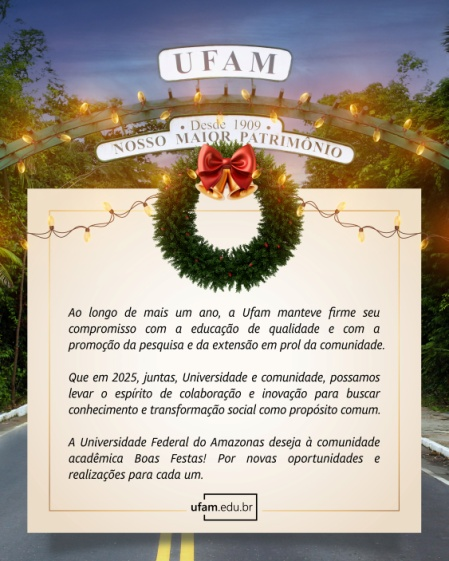 UFAM
• Desde 1909 •
NOSSO MAIOR PATRIMÔNIO
Ao longo de mais um ano, a Ufam manteve firme seu
compromisso com a educação de qualidade e com a
promoção da pesquisa e da extensão em prol da comunidade.
Que em 2025, juntas, Universidade e comunidade, possamos
levar o espírito de colaboração e inovação para buscar
conhecimento e transformação social como propósito comum.
A Universidade Federal do Amazonas deseja à comunidade
acadêmica Boas Festas! Por novas oportunidades e
realizações para cada um.
ufam.edu.br